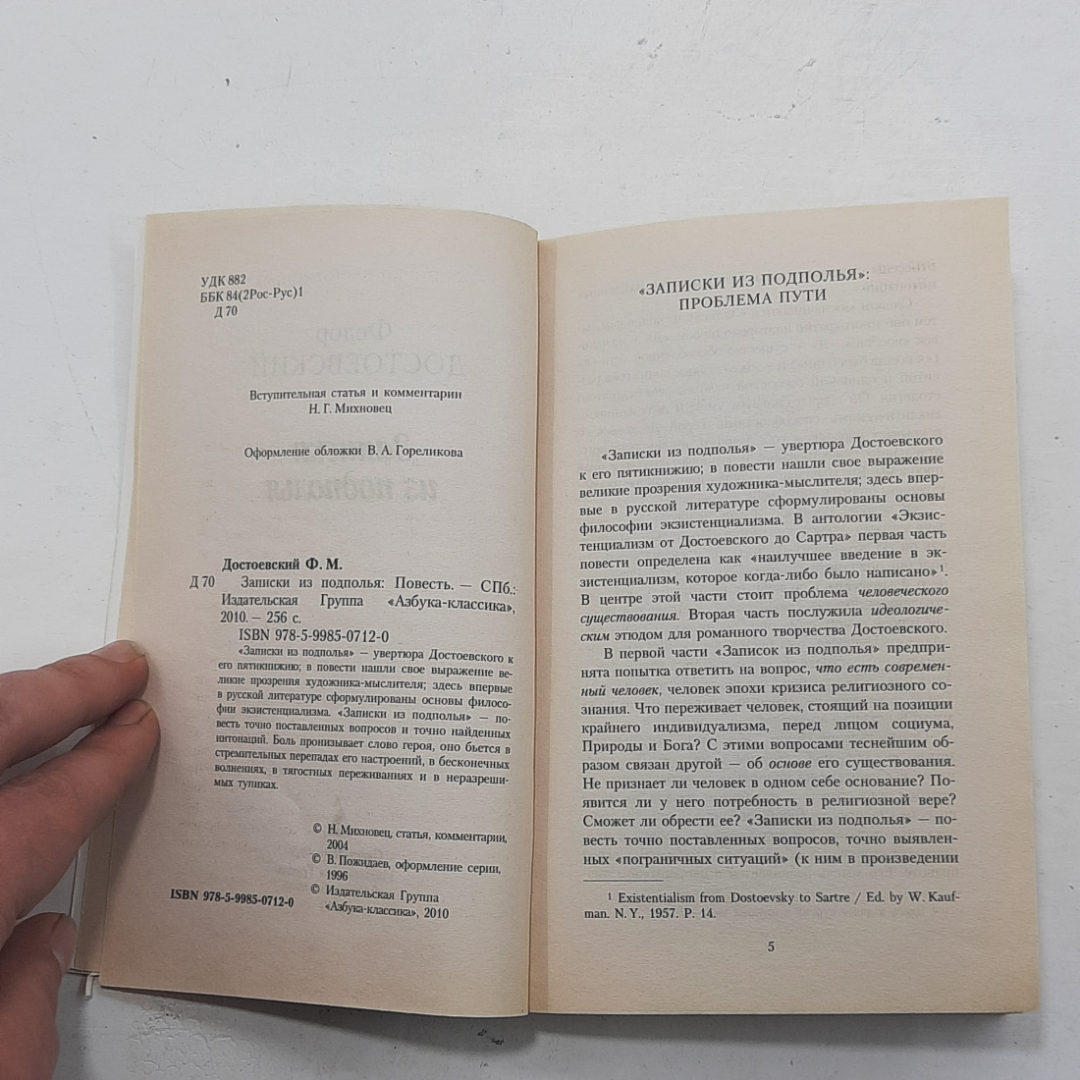 УДК 882
ББК 84(2Рос-Рус)1
Д 70
Вступительная статья и комментарии
Н. Г. Михновец
Оформление обложки В. А. Гореликова
Достоевский Ф. М.
Д 70 Записки из подполья: Повесть. — СПб.:
Издательская Группа «Азбука-классика»,
2010. — 256 с.
ISBN 978-5-9985-0712-0
«Записки из подполья» — увертюра Достоевского к
его пятикнижию; в повести нашли свое выражение ве-
ликие прозрения художника-мыслителя; здесь впервые
в русской литературе сформулированы основы филосо-
фии экзистенциализма. «Записки из подполья» — по-
весть точно поставленных вопросов и точно найденных
интонаций. Боль пронизывает слово героя, оно бьется в
стремительных перепадах его настроений, в бесконечных
волнениях, в тягостных переживаниях и в неразреши-
мых тупиках.
© Н. Михновец, статья, комментарии,
2004
© В. Пожидаев, оформление серии,
1996
© Издательская Группа
«Азбука-классика», 2010
ISBN 978-5-9985-0712-0
«ЗАПИСКИ ИЗ ПОДПОЛЬЯ»:
ПРОБЛЕМА ПУТИ
«Записки из подполья» — увертюра Достоевского
к его пятикнижию; в повести нашли свое выражение
великие прозрения художника-мыслителя; здесь впер-
вые в русской литературе сформулированы основы
философии экзистенциализма. В антологии «Экзис-
тенциализм от Достоевского до Сартра» первая часть
повести определена как «наилучшее введение в эк-
зистенциализм, которое когда-либо было написано»¹.
В центре этой части стоит проблема человеческого
существования. Вторая часть послужила идеологиче-
ским этюдом для романного творчества Достоевского.
В первой части «Записок из подполья» предпри-
нята попытка ответить на вопрос, что есть современ-
ный человек, человек эпохи кризиса религиозного со-
знания. Что переживает человек, стоящий на позиции
крайнего индивидуализма, перед лицом социума,
Природы и Бога? С этими вопросами теснейшим об-
разом связан другой — об основе его существования.
Не признает ли человек в одном себе основание? По-
явится ли у него потребность в религиозной вере?
Сможет ли обрести ее? «Записки из подполья» — по-
весть точно поставленных вопросов, точно выявлен-
ных «пограничных ситуаций» (к ним в произведении
¹ Existentialism from Dostoevsky to Sartre / Ed. by W. Kauf-
man. N. Y., 1957. P. 14.
5